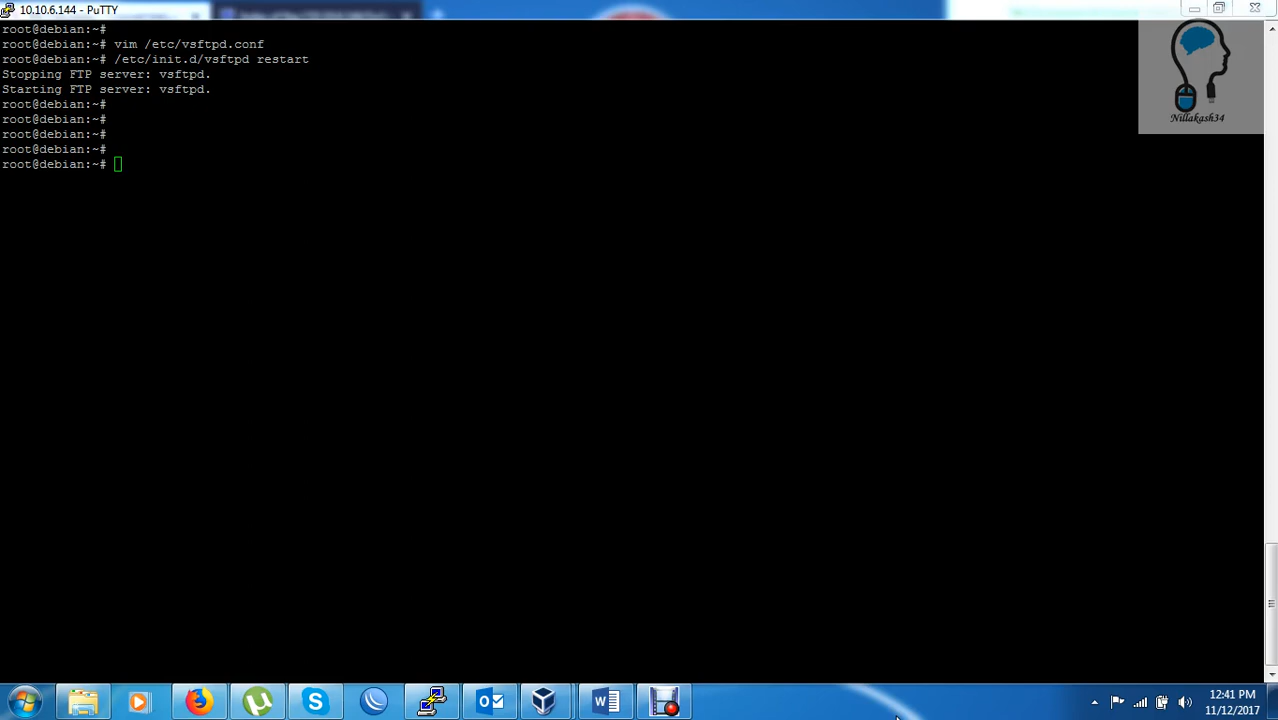 10.10.6.144 - PuTTY
root@debian:~#
root@debian:~# vim /etc/vsftpd.conf
root@debian:~# /etc/init.d/vsftpd restart
Stopping FTP server: vsftpd.
Starting FTP server: vsftpd.
root@debian:~#
root@debian:~#
root@debian:~#
root@debian:~#
root@debian:~#
Nillakash34
12:41 PM
11/12/2017